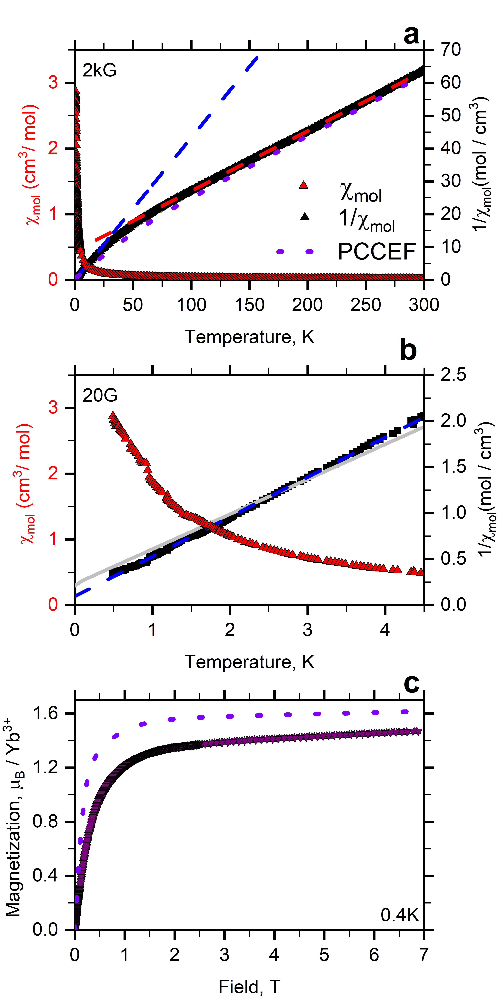 a
2kG
χmol (cm3/ mol)
1/χmol(mol / cm3)
3
2
1
0
70
60
50
40
30
20
10
0
χmol
1/χmol
PCCEF
0 50 100 150 200 250 300
Temperature, K
b
20G
χmol (cm3/ mol)
1/χmol(mol / cm3)
3
2
1
0
2.5
2.0
1.5
1.0
0.5
0.0
0 1 2 3 4
Temperature, K
c
Magnetization, μB / Yb3+
1.6
1.2
0.8
0.4
0.0
0.4K
0 1 2 3 4 5 6 7
Field, T